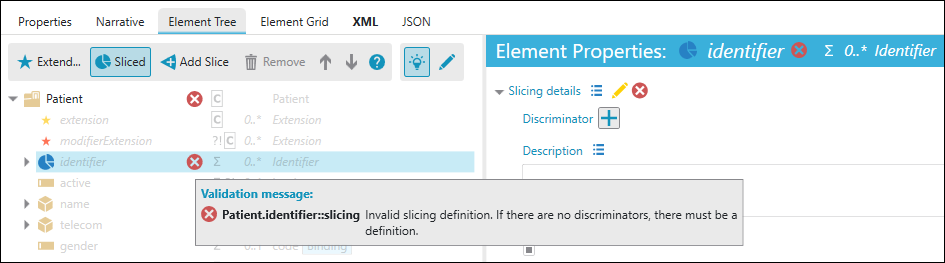 Properties Narrative Element Tree Element Grid XML JSON
Extend... Sliced Add Slice Remove ?
Element Properties: identifier Σ 0..* Identifier
Patient C Patient
extension C 0..* Extension
modifierExtension ?! C 0..* Extension
identifier Σ 0..* Identifier
active
name
telecom
gender Σ 0..1 code Binding
Slicing details
Discriminator
Description
Validation message:
Patent.identifier::slicing Invalid slicing definition. If there are no discriminators, there must be a
definition.